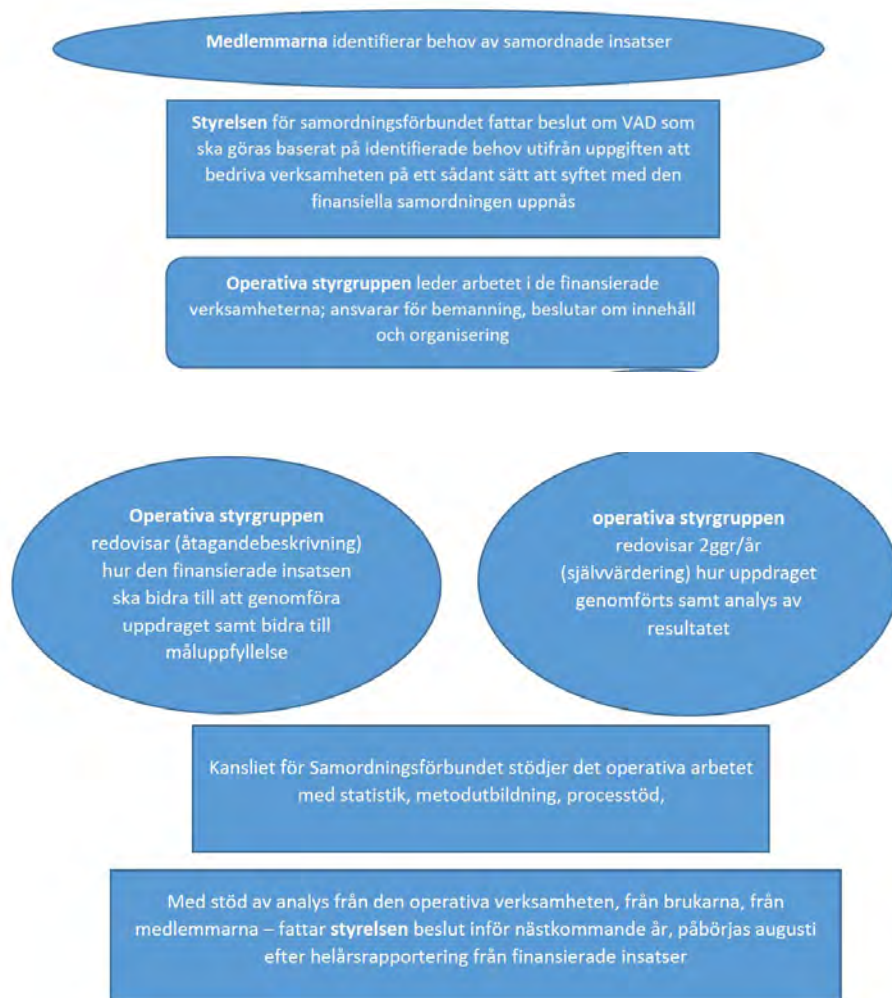 Medlemmarna identifierar behov av samordnade insatser
Styrelsen för samordningsförbundet fattar beslut om VAD som
ska göras baserat på identifierade behov utifrån uppgiften att
bedriva verksamheten på ett sådant sätt att syftet med den
finansiella samordningen uppnås
Operativa styrgruppen leder arbetet i de finansierade
verksamheterna; ansvarar för bemanning, beslutar om innehåll
och organisering
Operativa styrgruppen
redovisar (åtagandebeskrivning)
hur den finansierade insatsen
ska bidra till att genomföra
uppdraget samt bidra till
måluppfyllelse
operativa styrgruppen
redovisar 2ggr/år
(självvärdering) hur uppdraget
genomförts samt analys av
resultatet
Kansliet för Samordningsförbundet stödjer det operativa arbetet
med statistik, metodutbildning, processtöd,
Med stöd av analys från den operativa verksamheten, från brukarna, från
medlemmarna – fattar styrelsen beslut inför nästkommande år, påbörjas augusti
efter helårsrapportering från finansierade insatser